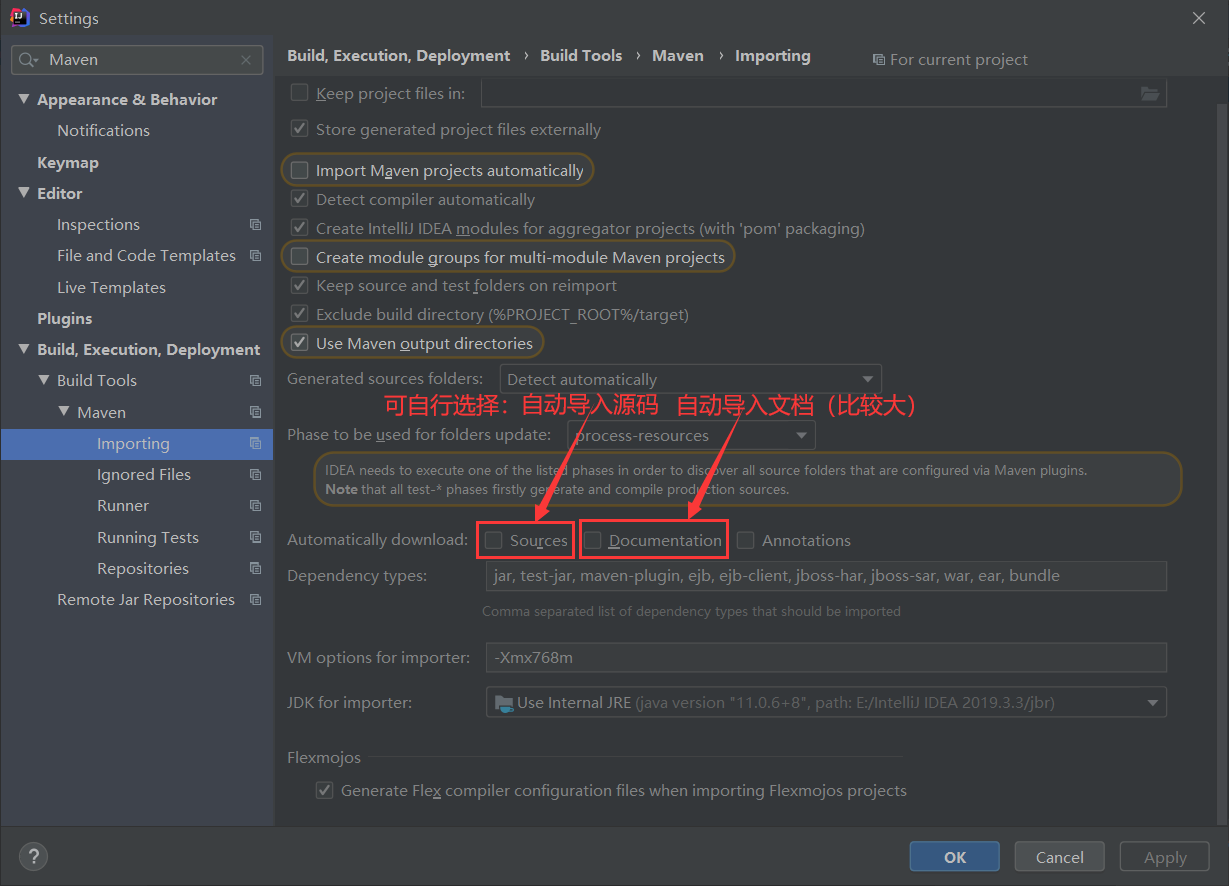 Settings
Maven
Appearance & Behavior
Notifications
Keymap
Editor
Inspections
File and Code Templates
Live Templates
Plugins
Build, Execution, Deployment
Build Tools
Maven
Importing
Ignored Files
Runner
Running Tests
Repositories
Remote Jar Repositories
Build, Execution, Deployment › Build Tools › Maven › Importing For current project
Keep project files in:
Store generated project files externally
Import Maven projects automatically
Detect compiler automatically
Create IntelliJ IDEA modules for aggregator projects (with 'pom' packaging)
Create module groups for multi-module Maven projects
Keep source and test folders on reimport
Exclude build directory (%PROJECT_ROOT%/target)
Use Maven output directories
Generated sources folders: Detect automatically
可自行选择：自动导入源码 自动导入文档（比较大）
Phase to be used for folders update: process-resources
IDEA needs to execute one of the listed phases in order to discover all source folders that are configured via Maven plugins.
Note that all test-* phases firstly generate and compile production sources.
Automatically download: Sources Documentation Annotations
Dependency types: jar, test-jar, maven-plugin, ejb, ejb-client, jboss-har, jboss-sar, war, ear, bundle
Comma separated list of dependency types that should be imported
VM options for importer: -Xmx768m
JDK for importer: Use Internal JRE (java version "11.0.6+8", path: E:/IntelliJ IDEA 2019.3.3/jbr)
Flexmojos
Generate Flex compiler configuration files when importing Flexmojos projects
? OK Cancel Apply